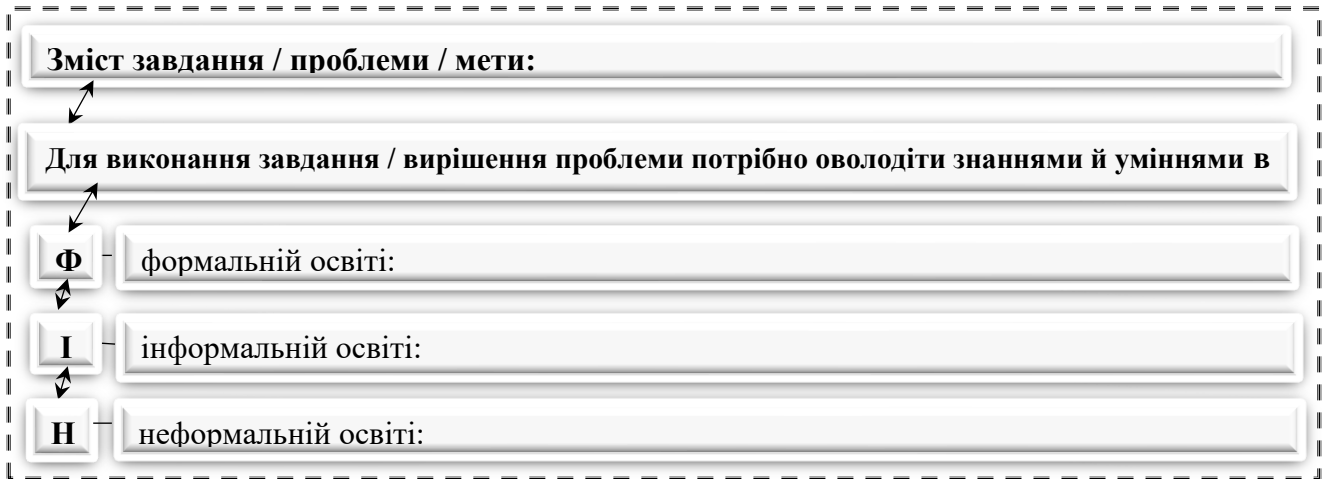 Зміст завдання / проблеми / мети:
Для виконання завдання / вирішення проблеми потрібно оволодіти знаннями й уміннями в
Ф формальній освіті:
І інформальній освіті:
Н неформальній освіті: